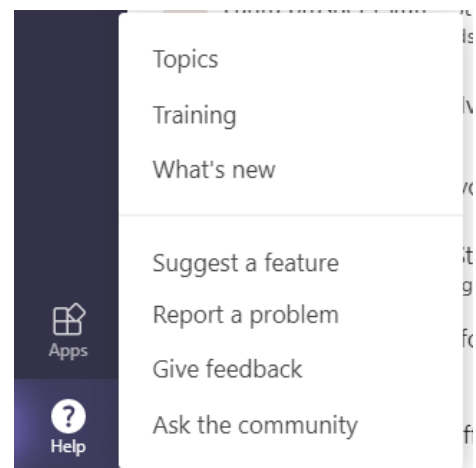 Topics
Training
What's new
Suggest a feature
Report a problem
Give feedback
Ask the community
Apps
?
Help